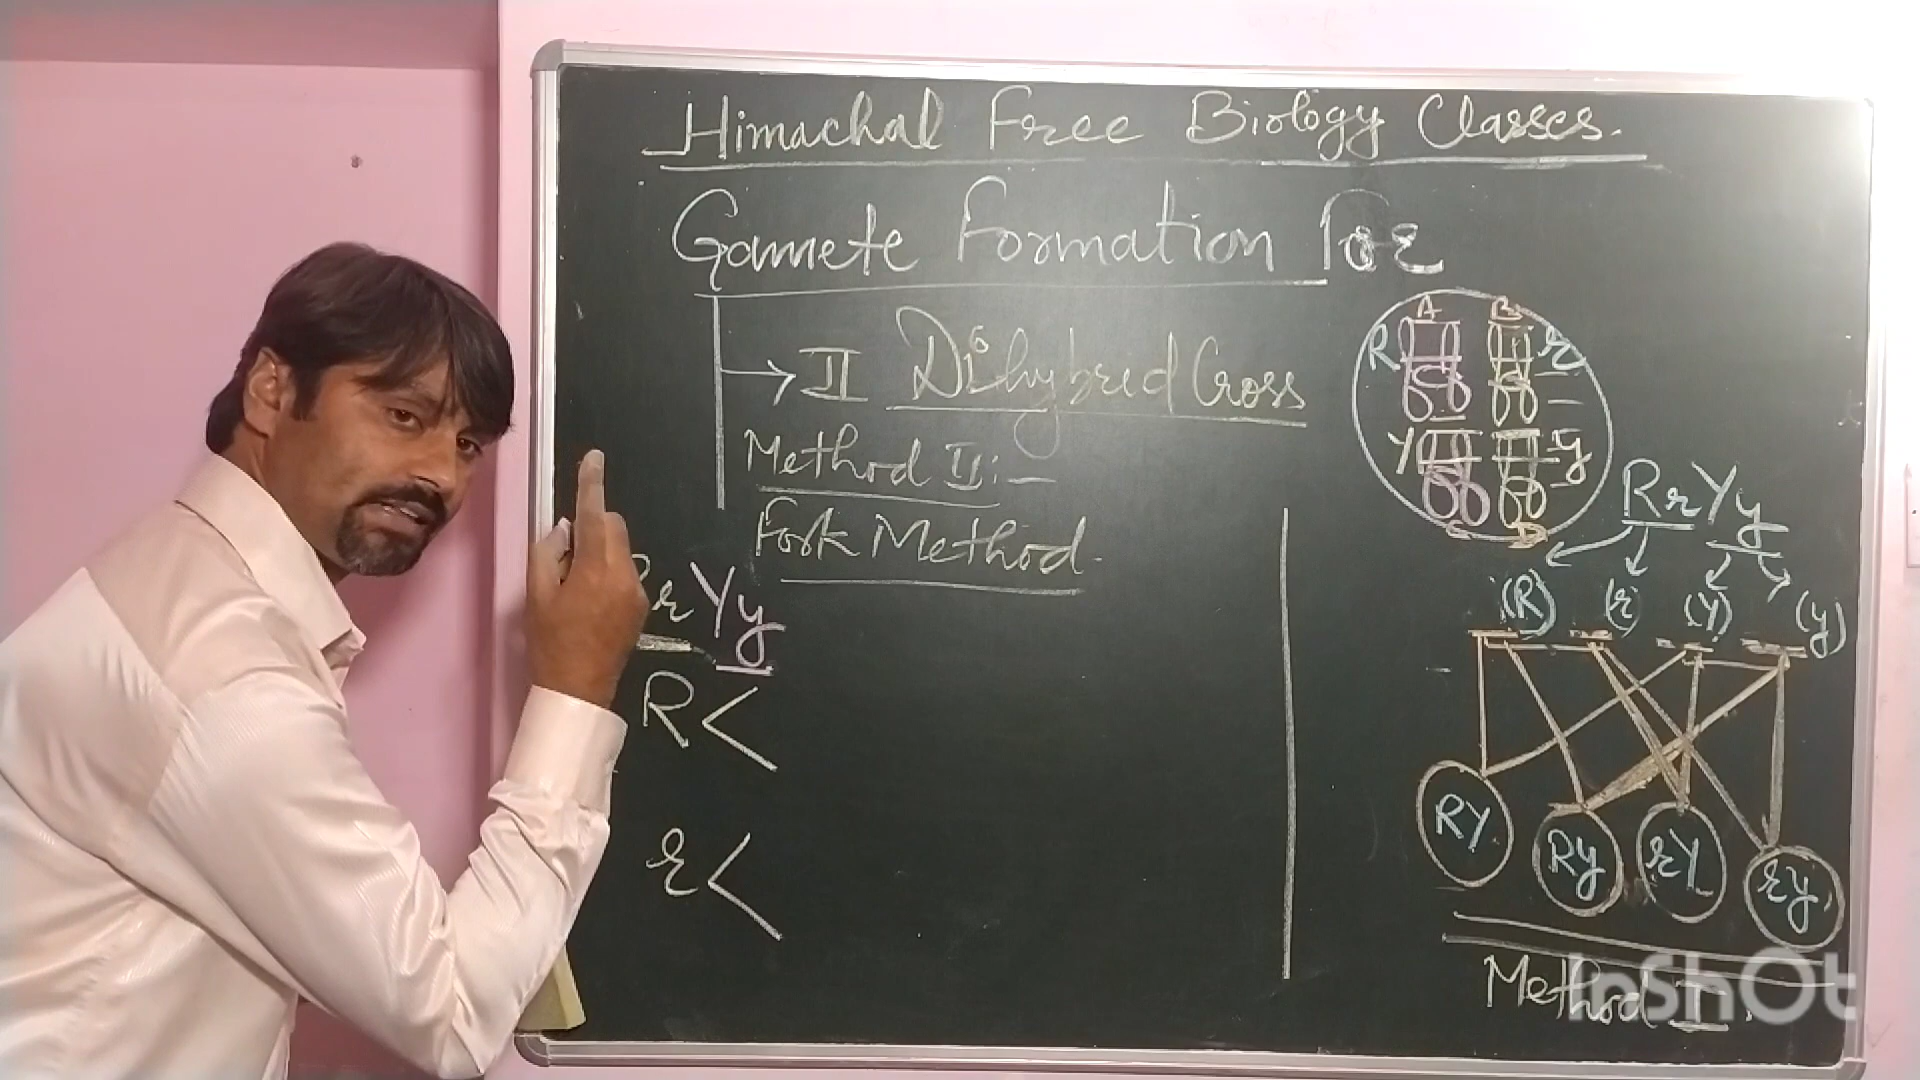 Himachal Free Biology Classes.
Gamete Formation for
→ II Dihybrid Cross
Method II:-
Fork Method
A B
R r
Y y
RrYy
(R) (r) (Y) (y)
RrYy
R <
r <
RY Ry rY ry
Method I
InShOt